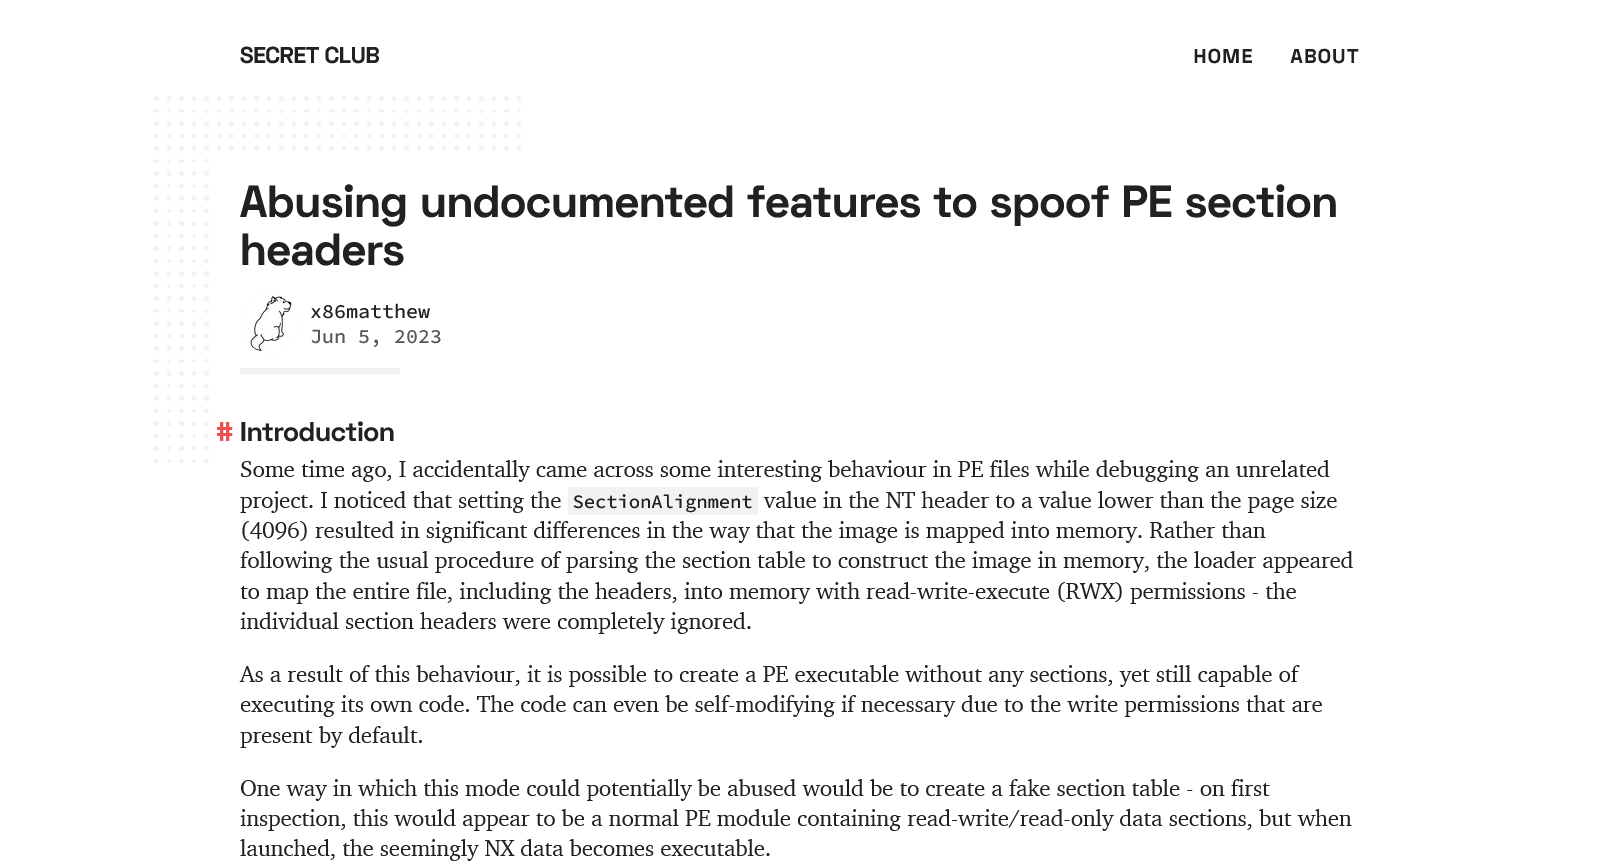 SECRET CLUB
HOME
ABOUT
Abusing undocumented features to spoof PE section
headers
x86matthew
Jun 5, 2023
# Introduction
Some time ago, I accidentally came across some interesting behaviour in PE files while debugging an unrelated
project. I noticed that setting the SectionAlignment value in the NT header to a value lower than the page size
(4096) resulted in significant differences in the way that the image is mapped into memory. Rather than
following the usual procedure of parsing the section table to construct the image in memory, the loader appeared
to map the entire file, including the headers, into memory with read-write-execute (RWX) permissions - the
individual section headers were completely ignored.
As a result of this behaviour, it is possible to create a PE executable without any sections, yet still capable of
executing its own code. The code can even be self-modifying if necessary due to the write permissions that are
present by default.
One way in which this mode could potentially be abused would be to create a fake section table - on first
inspection, this would appear to be a normal PE module containing read-write/read-only data sections, but when
launched, the seemingly NX data becomes executable.